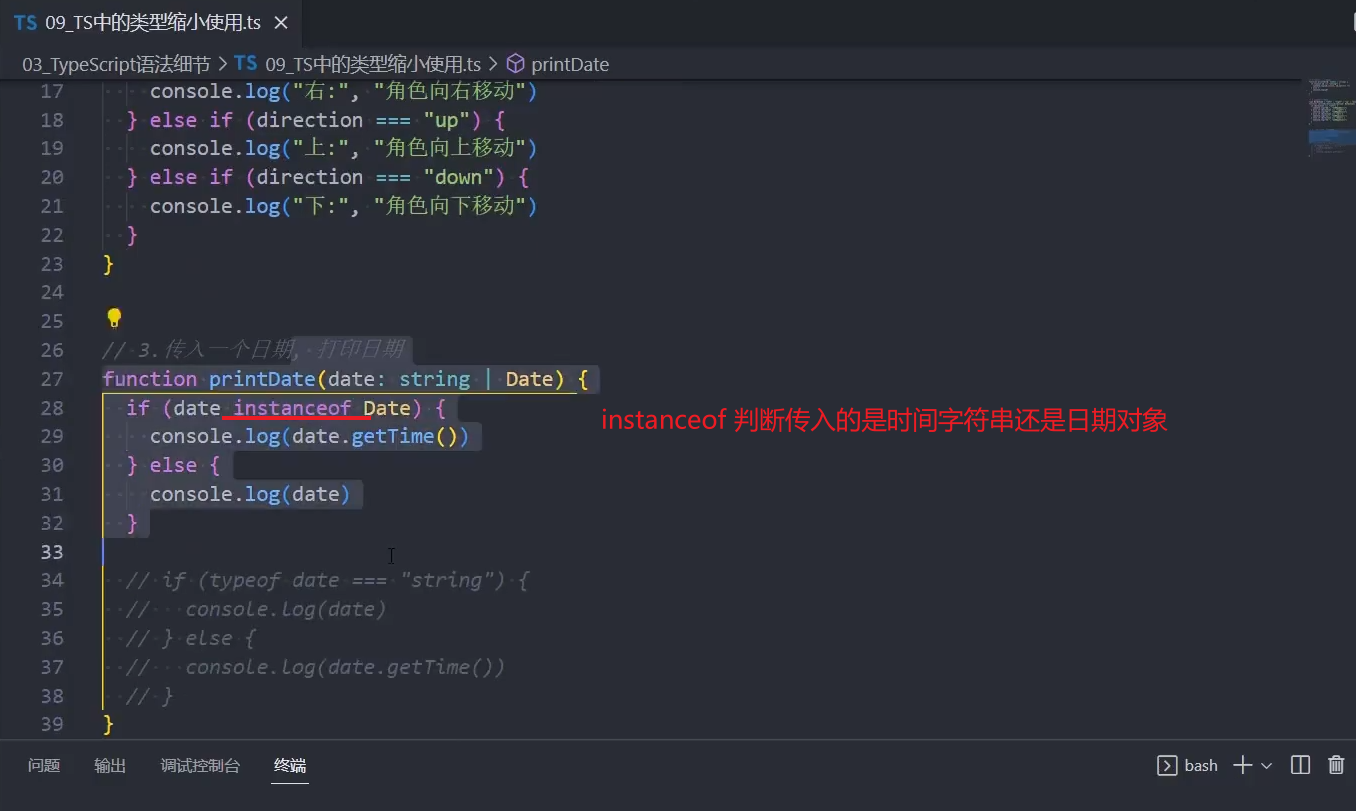 TS 09_TS中的类型缩小使用.ts ×
03_TypeScript语法细节 > TS 09_TS中的类型缩小使用.ts > printDate
17 console.log("右:", "角色向右移动")
18 } else if (direction === "up") {
19 console.log("上:", "角色向上移动")
20 } else if (direction === "down") {
21 console.log("下:", "角色向下移动")
22 }
23 }
24
25
26 // 3.传入一个日期, 打印日期
27 function printDate(date: string | Date) {
28 if (date instanceof Date) {
instanceof 判断传入的是时间字符串还是日期对象
29 console.log(date.getTime())
30 } else {
31 console.log(date)
32 }
33
34 // if (typeof date === "string") {
35 // console.log(date)
36 // } else {
37 // console.log(date.getTime())
38 // }
39 }
问题 输出 调试控制台 终端 bash